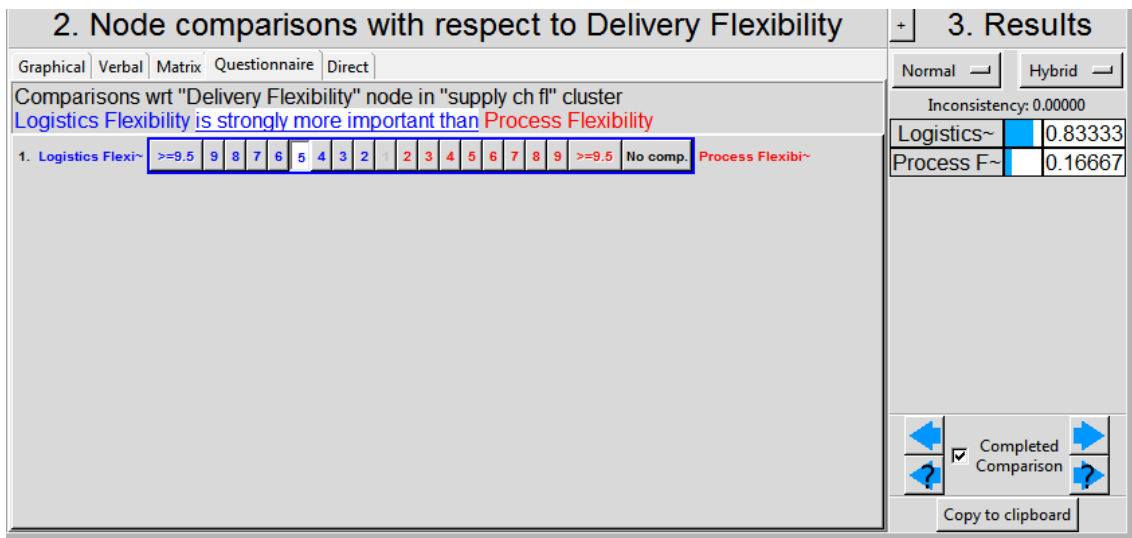 2. Node comparisons with respect to Delivery Flexibility
Graphical Verbal Matrix Questionnaire Direct
Comparisons wrt "Delivery Flexibility" node in "supply ch fl" cluster
Logistics Flexibility is strongly more important than Process Flexibility
1. Logistics Flexi~ >=9.5 9 8 7 6 5 4 3 2 1 2 3 4 5 6 7 8 9 >=9.5 No comp. Process Flexibi~
+ 3. Results
Normal Hybrid
Inconsistency: 0.00000
Logistics~ 0.83333
Process F~ 0.16667
Completed
Comparison
? ?
Copy to clipboard